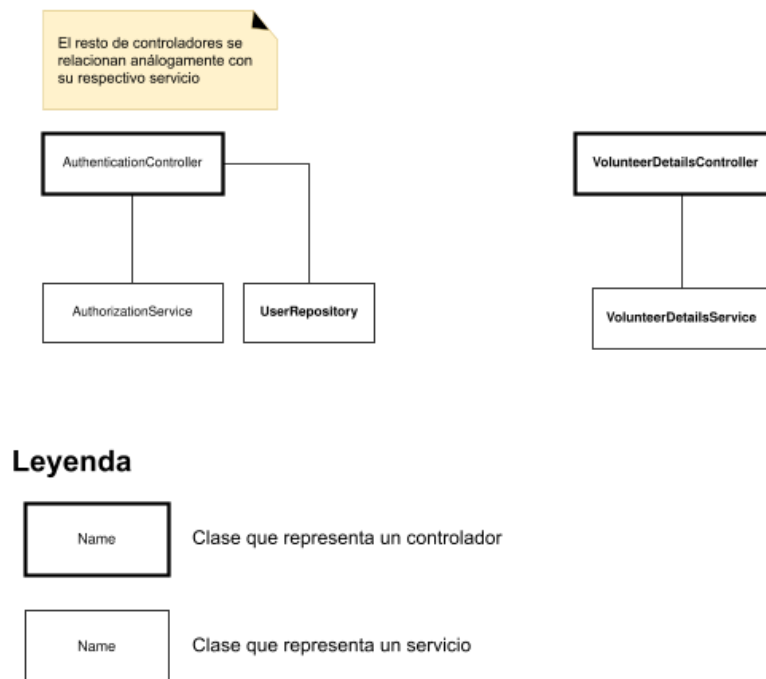 El resto de controladores se
relacionan análogamente con
su respectivo servicio
AuthenticationController
VolunteerDetailsController
AuthorizationService
UserRepository
VolunteerDetailsService
Leyenda
Name
Clase que representa un controlador
Name
Clase que representa un servicio